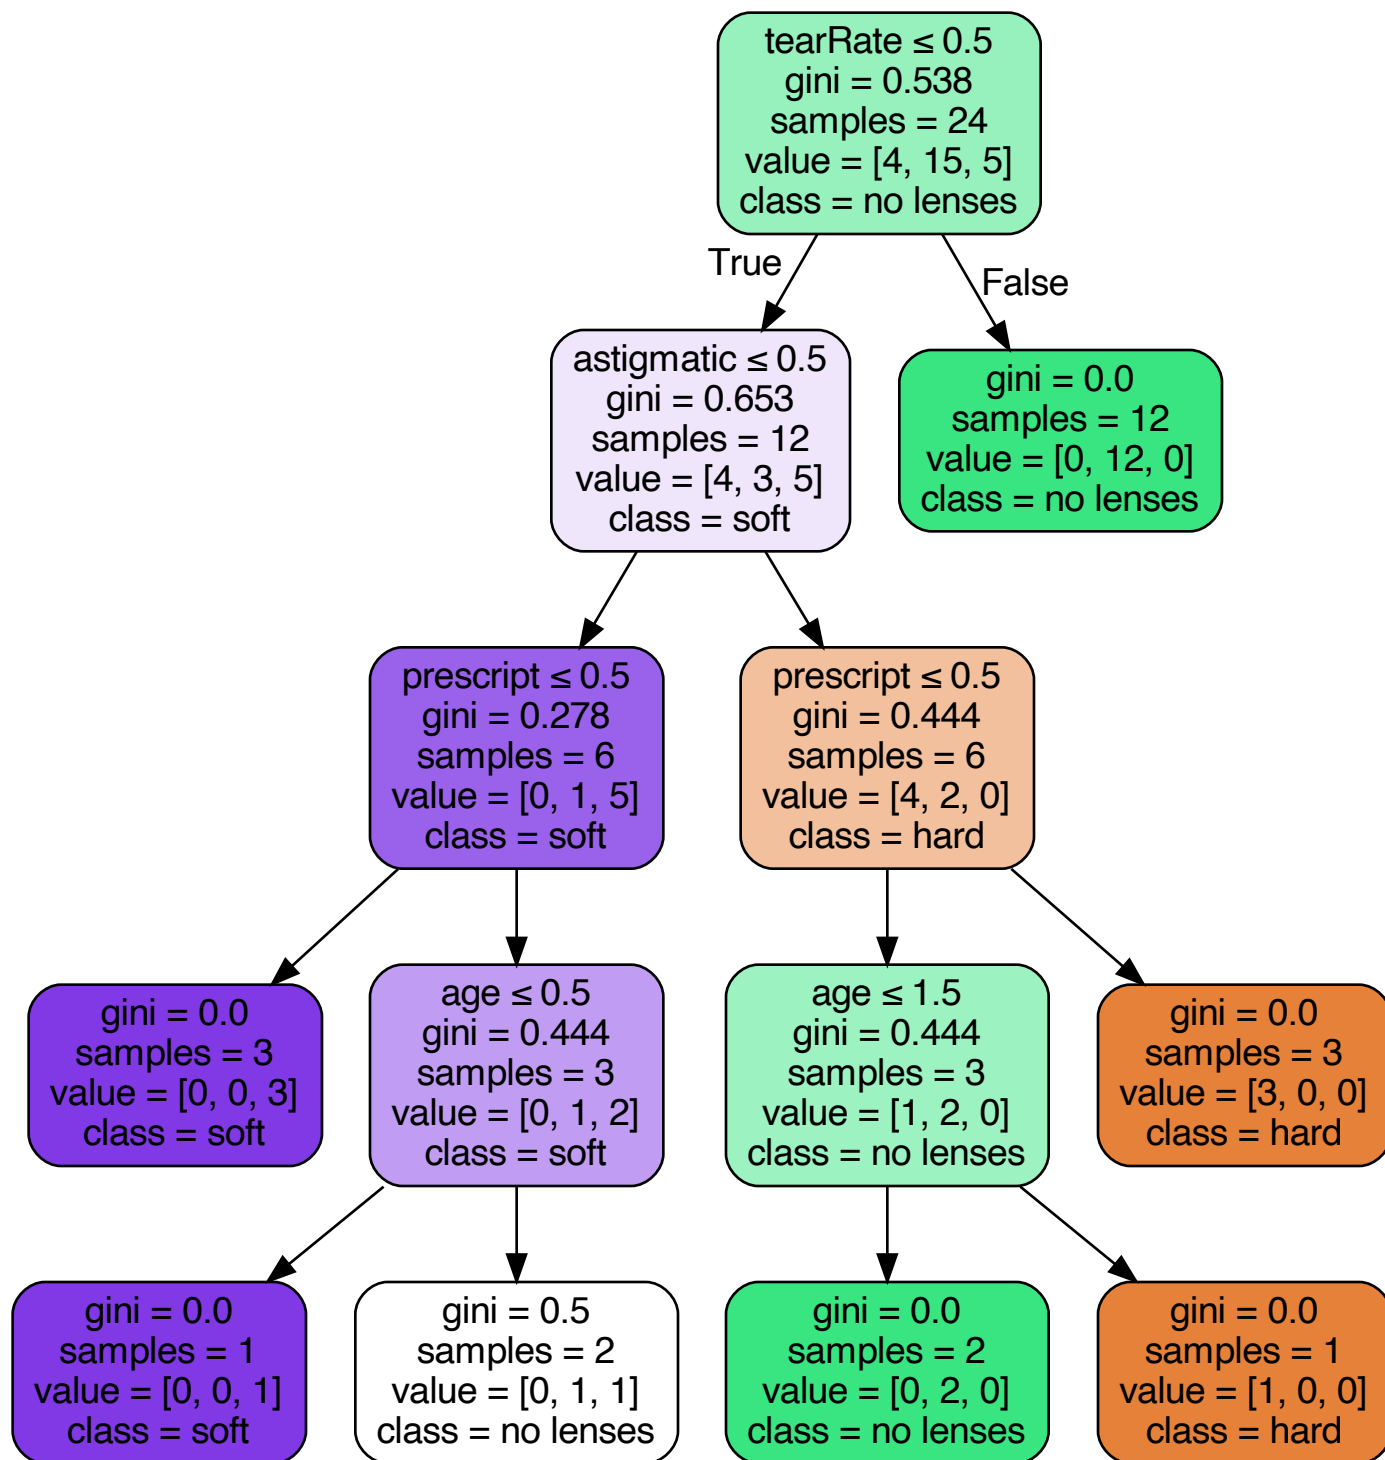 tearRate ≤ 0.5
gini = 0.538
samples = 24
value = [4, 15, 5]
class = no lenses
True
False
astigmatic ≤ 0.5
gini = 0.653
samples = 12
value = [4, 3, 5]
class = soft
gini = 0.0
samples = 12
value = [0, 12, 0]
class = no lenses
prescript ≤ 0.5
gini = 0.278
samples = 6
value = [0, 1, 5]
class = soft
prescript ≤ 0.5
gini = 0.444
samples = 6
value = [4, 2, 0]
class = hard
gini = 0.0
samples = 3
value = [0, 0, 3]
class = soft
age ≤ 0.5
gini = 0.444
samples = 3
value = [0, 1, 2]
class = soft
age ≤ 1.5
gini = 0.444
samples = 3
value = [1, 2, 0]
class = no lenses
gini = 0.0
samples = 3
value = [3, 0, 0]
class = hard
gini = 0.0
samples = 1
value = [0, 0, 1]
class = soft
gini = 0.5
samples = 2
value = [0, 1, 1]
class = no lenses
gini = 0.0
samples = 2
value = [0, 2, 0]
class = no lenses
gini = 0.0
samples = 1
value = [1, 0, 0]
class = hard